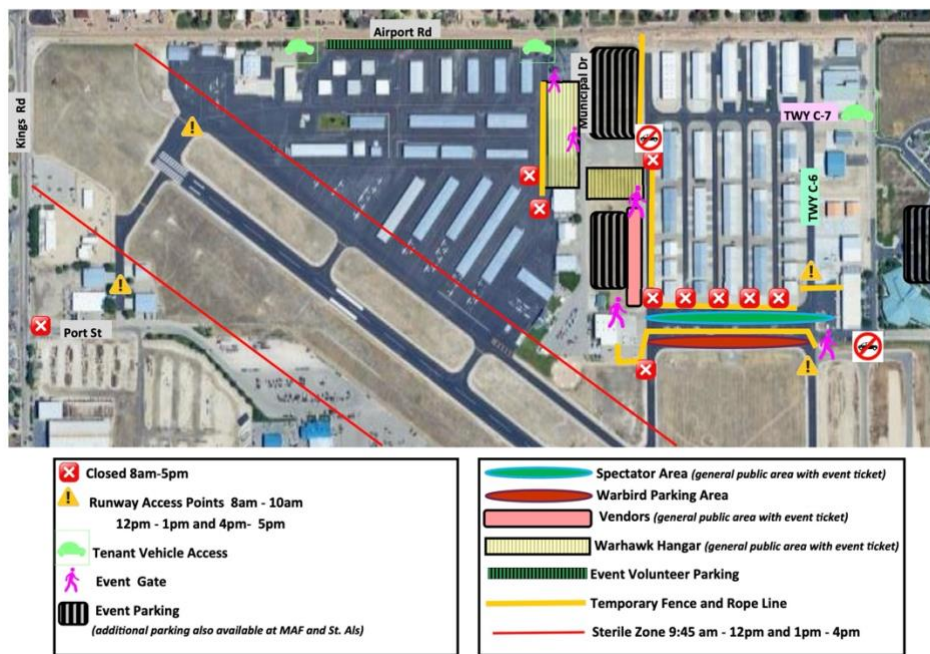 Airport Rd
Municipal Dr
Kings Rd
TWY C-7
TWY C-6
Port St
Closed 8am-5pm
Runway Access Points 8am - 10am
12pm - 1pm and 4pm- 5pm
Tenant Vehicle Access
Event Gate
Event Parking
(additional parking also available at MAF and St. Als)
Spectator Area (general public area with event ticket)
Warbird Parking Area
Vendors (general public area with event ticket)
Warhawk Hangar (general public area with event ticket)
Event Volunteer Parking
Temporary Fence and Rope Line
Sterile Zone 9:45 am - 12pm and 1pm - 4pm